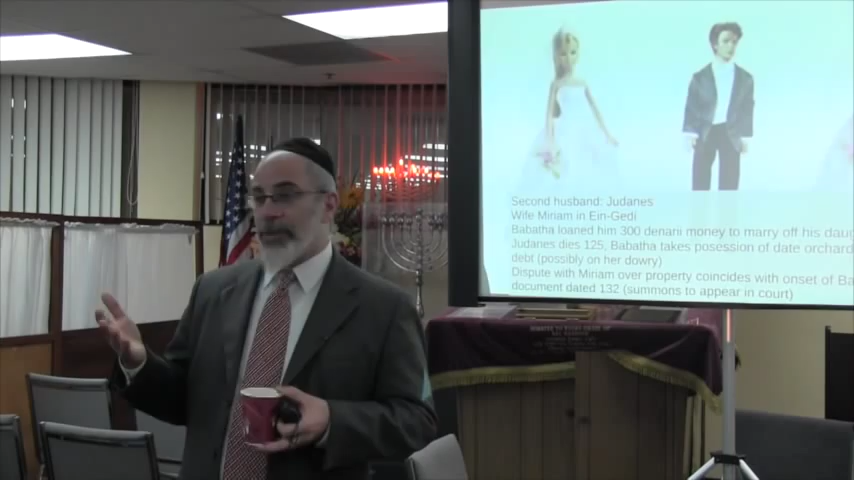 Second husband: Judanes
Wife Miriam in Ein-Gedi
Babatha loaned him 300 denarii money to marry off his
Judanes dies 125, Babatha takes posession of date orchard
debt (possibly on her dowry)
Dispute with Miriam over property coincides with onset of
document dated 132 (summons to appear in court)